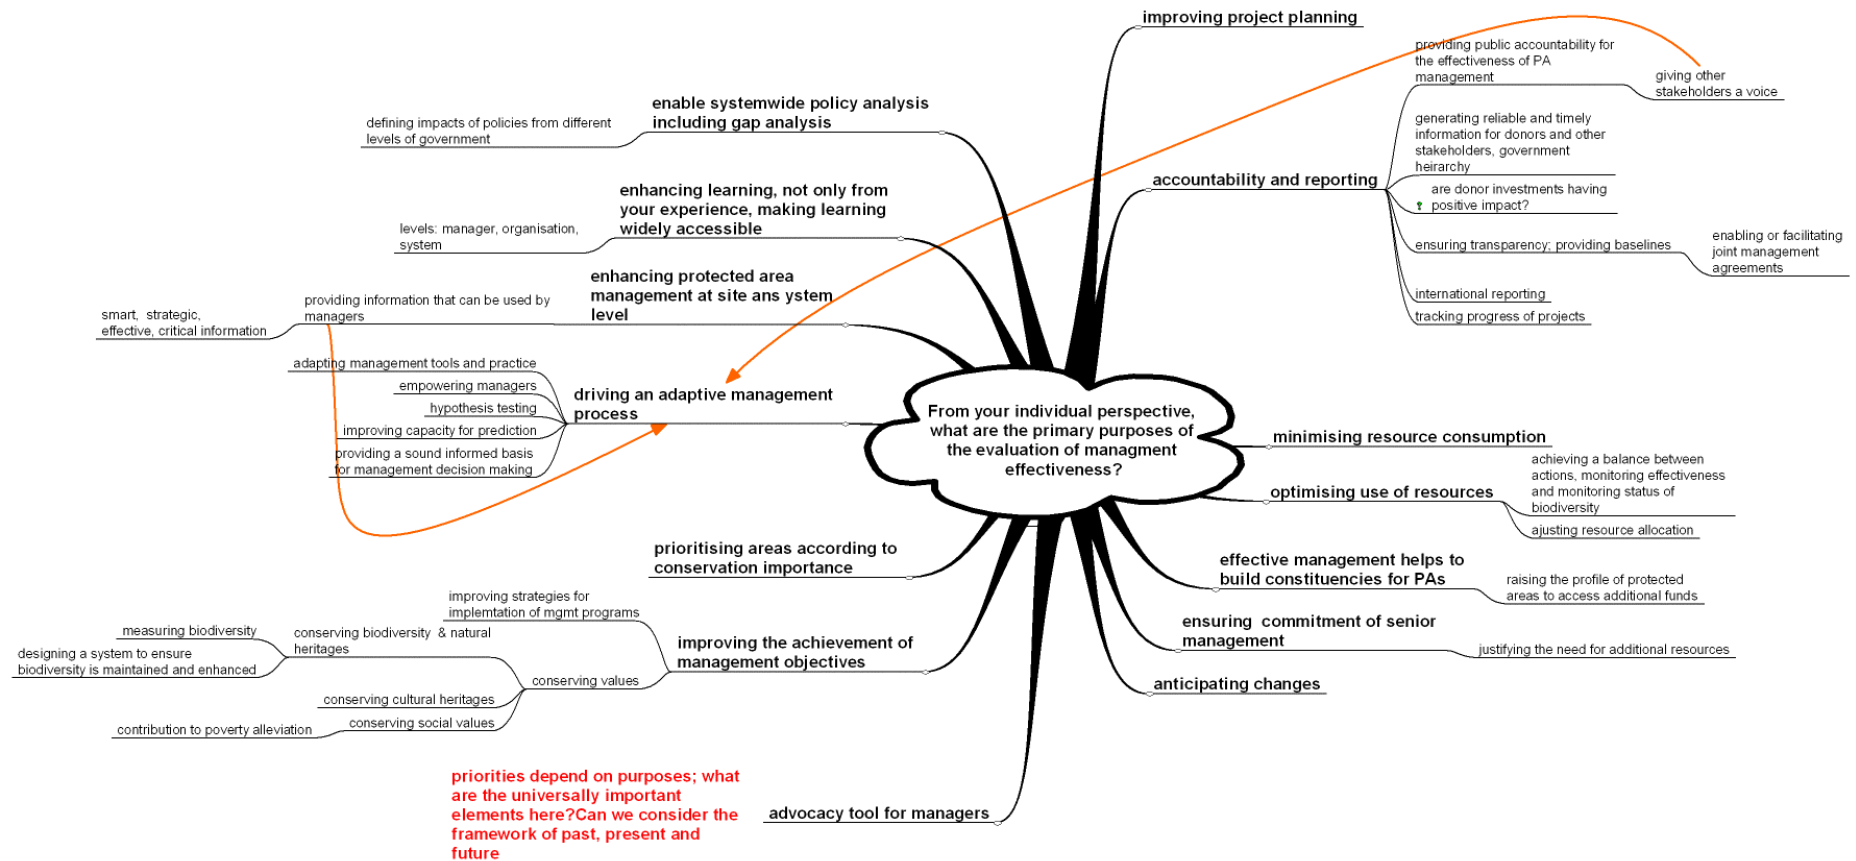 improving project planning
providing public accountability for
the effectiveness of PA
management
giving other
stakeholders a voice
generating reliable and timely
information for donors and other
stakeholders, government
heirarchy
accountability and reporting
are donor investments having
positive impact?
ensuring transparency; providing baselines
enabling or facilitating
joint management
agreements
international reporting
tracking progress of projects
enable systemwide policy analysis
including gap analysis
defining impacts of policies from different
levels of government
enhancing learning, not only from
your experience, making learning
widely accessible
levels: manager, organisation,
system
enhancing protected area
management at site ans ystem
level
providing information that can be used by
managers
smart, strategic,
effective, critical information
driving an adaptive management
process
adapting management tools and practice
empowering managers
hypothesis testing
improving capacity for prediction
providing a sound informed basis
for management decision making
From your individual perspective,
what are the primary purposes of
the evaluation of managment
effectiveness?
minimising resource consumption
optimising use of resources
achieving a balance between
actions, monitoring effectiveness
and monitoring status of
biodiversity
ajusting resource allocation
effective management helps to
build constituencies for PAs
raising the profile of protected
areas to access additional funds
ensuring commitment of senior
management
justifying the need for additional resources
anticipating changes
prioritising areas according to
conservation importance
improving the achievement of
management objectives
improving strategies for
implemtation of mgmt programs
conserving values
conserving biodiversity & natural
heritages
measuring biodiversity
designing a system to ensure
biodiversity is maintained and enhanced
conserving cultural heritages
conserving social values
contribution to poverty alleviation
advocacy tool for managers
priorities depend on purposes; what
are the universally important
elements here?Can we consider the
framework of past, present and
future